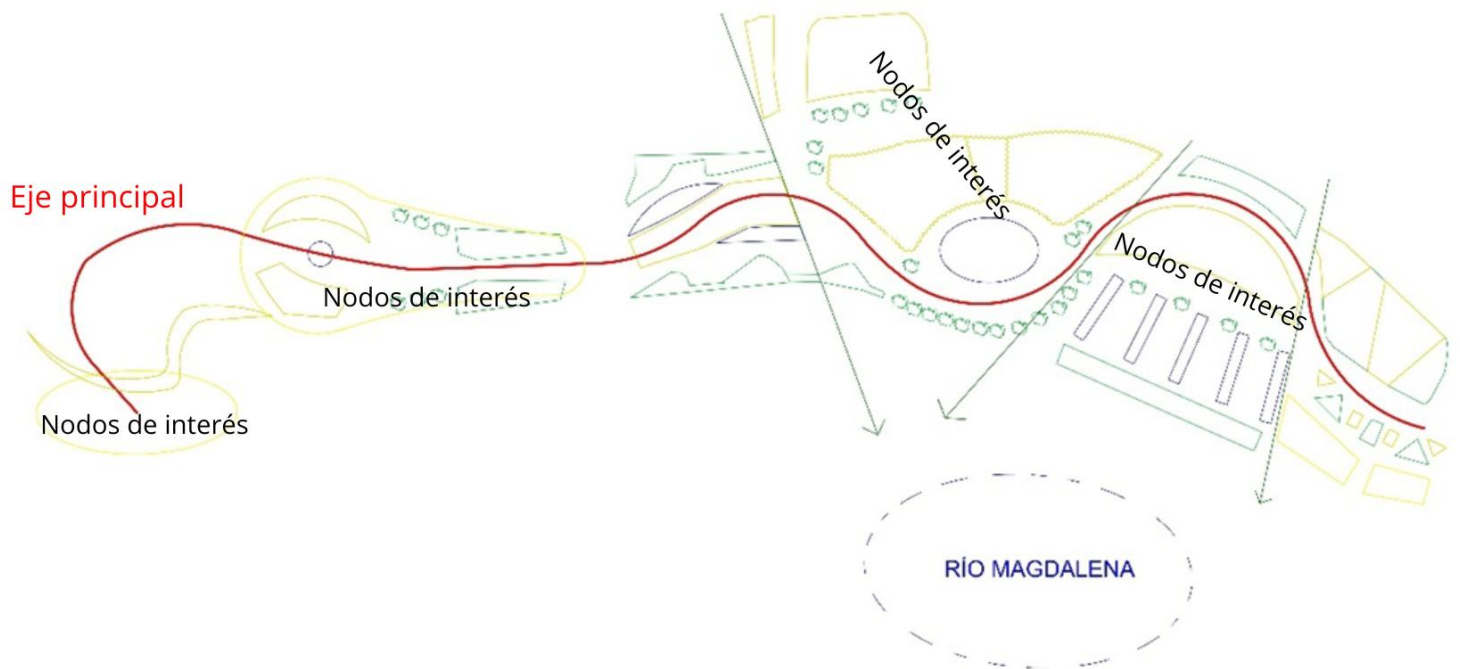 Nodos de interés
Eje principal
Nodos de interés
Nodos de interés
Nodos de interés
RÍO MAGDALENA